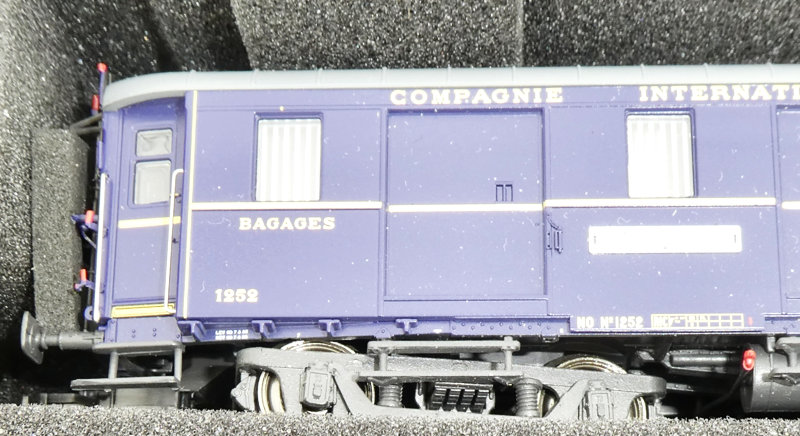 COMPAGNIE INTERNATI
BAGAGES
1252
NO Nº1252